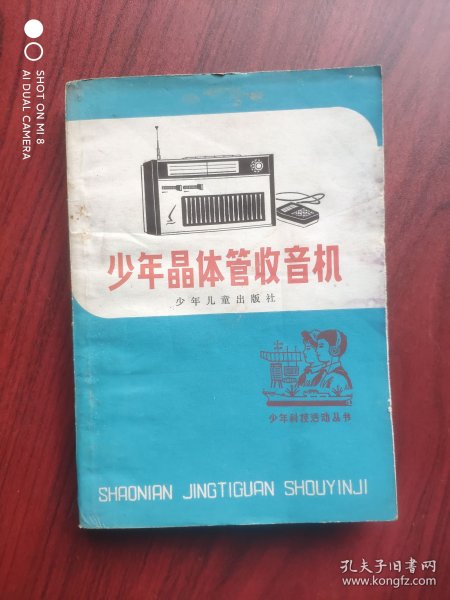 SHOT ON MI 8
AI DUAL CAMERA
少年晶体管收音机
少年儿童出版社
少年科技活动丛书
SHAONIAN JINGTIGUAN SHOUYINJI
孔夫子旧书网
www.kongfz.com